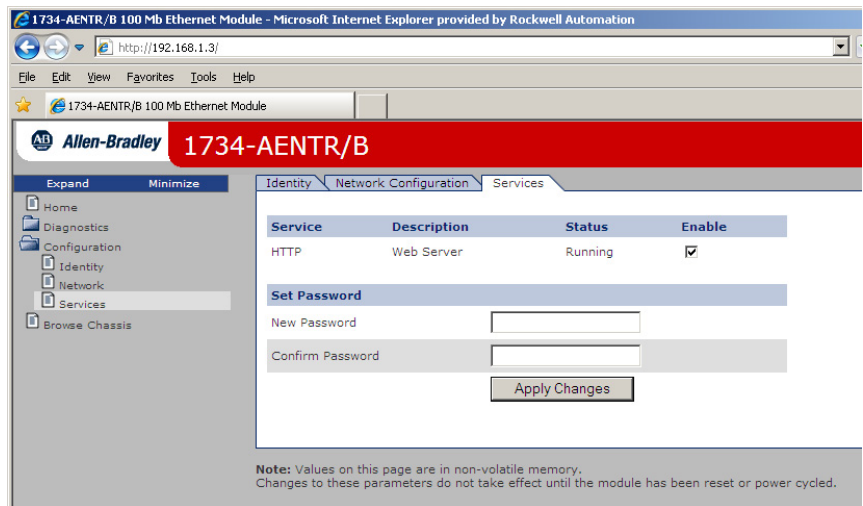 1734-AENTR/B 100 Mb Ethernet Module - Microsoft Internet Explorer provided by Rockwell Automation
http://192.168.1.3/
File Edit View Favorites Tools Help
1734-AENTR/B 100 Mb Ethernet Module
AB Allen-Bradley 1734-AENTR/B
Expand Minimize
Home
Diagnostics
Configuration
Identity
Network
Services
Browse Chassis
Identity Network Configuration Services
Service Description Status Enable
HTTP Web Server Running
Set Password
New Password
Confirm Password
Apply Changes
Note: Values on this page are in non-volatile memory.
Changes to these parameters do not take effect until the module has been reset or power cycled.